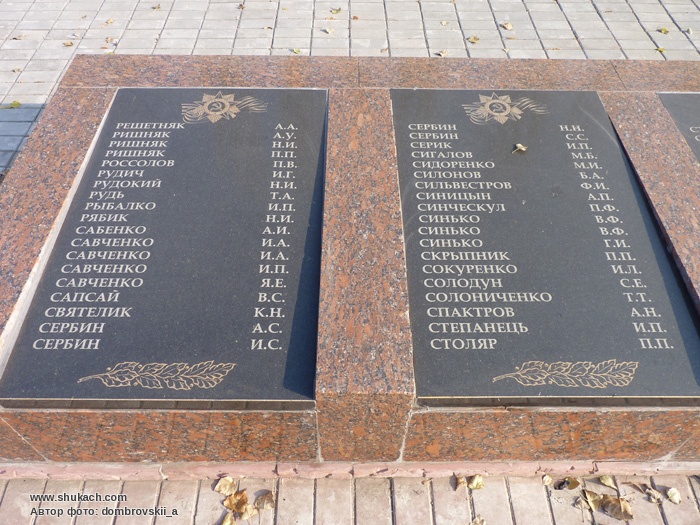 РЕШЕТНЯК А.А.
РИШНЯК А.У.
РИШНЯК Н.И.
РИШНЯК П.П.
РОССОЛОВ П.В.
РУДИЧ И.Г.
РУДОКИЙ Н.И.
РУДЬ Т.А.
РЫБАЛКО И.П.
РЯБИК Н.И.
САБЕНКО А.И.
САВЧЕНКО И.А.
САВЧЕНКО И.А.
САВЧЕНКО И.П.
САВЧЕНКО Я.Е.
САПСАЙ В.С.
СВЯТЕЛИК К.Н.
СЕРБИН А.С.
СЕРБИН И.С.
СЕРБИН Н.Н.
СЕРБИН С.С.
СЕРИК И.П.
СИГАЛОВ М.Б.
СИДОРЕНКО М.И.
СИЛОНОВ Б.А.
СИЛЬВЕСТРОВ Ф.И.
СИНИЦЫН А.П.
СИНЧЕСКУЛ П.Ф.
СИНЬКО В.Ф.
СИНЬКО В.Ф.
СИНЬКО Г.И.
СКРЫПНИК П.П.
СОКУРЕНКО И.Л.
СОЛОДУН С.Е.
СОЛОНИЧЕНКО Т.Т.
СПАКТРОВ А.Н.
СТЕПАНЕЦЬ И.П.
СТОЛЯР П.П.
www.shukach.com
Автор фото: dombrovskii_a